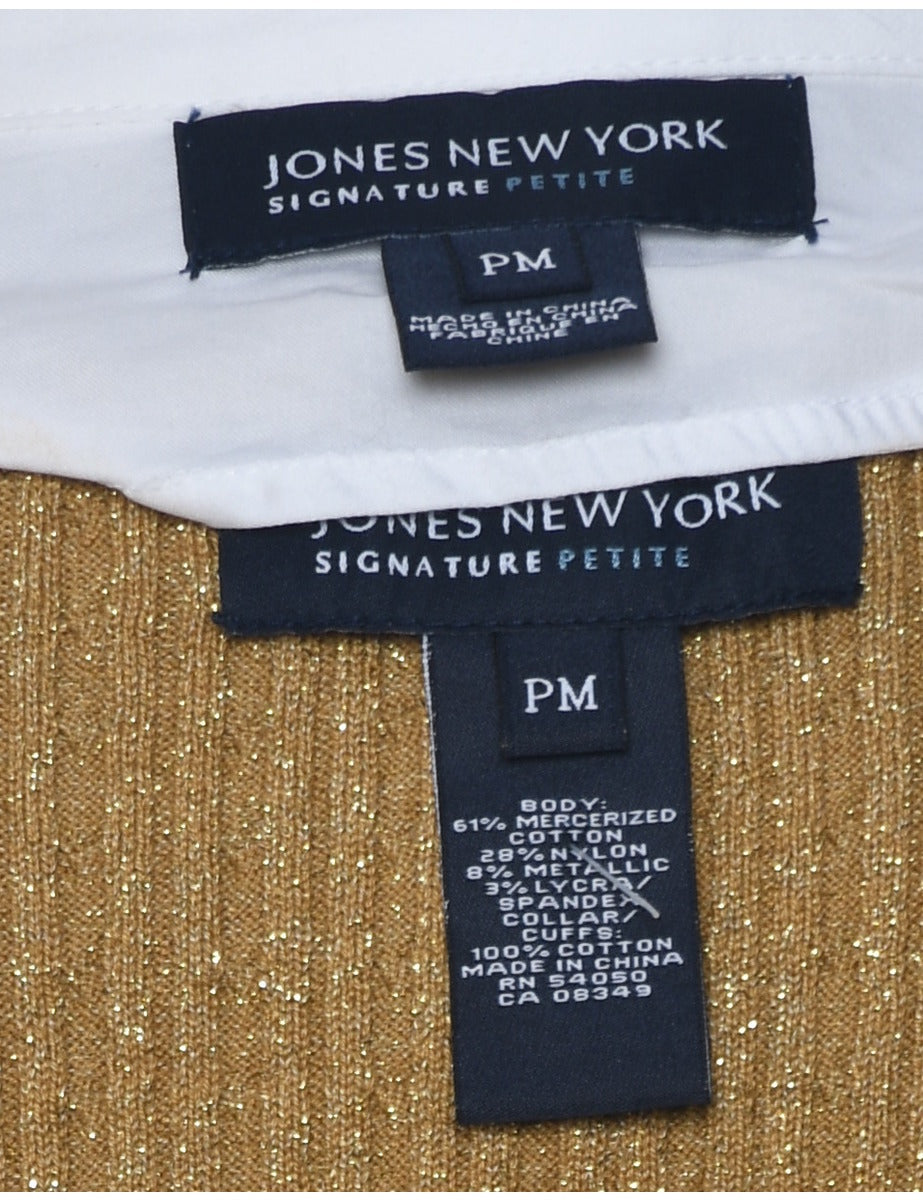 JONES NEW YORK
SIGNATURE PETITE
PM
MADE IN CHINA
HECHO EN CHINA
FABRIQUE EN
CHINE
JONES NEW YORK
SIGNATURE PETITE
PM
BODY:
61% MERCERIZED
COTTON
28% NYLON
8% METALLIC
3% LYCRA/
SPANDEX
COLLAR/
CUFFS:
100% COTTON
MADE IN CHINA
RN 54050
CA 08349